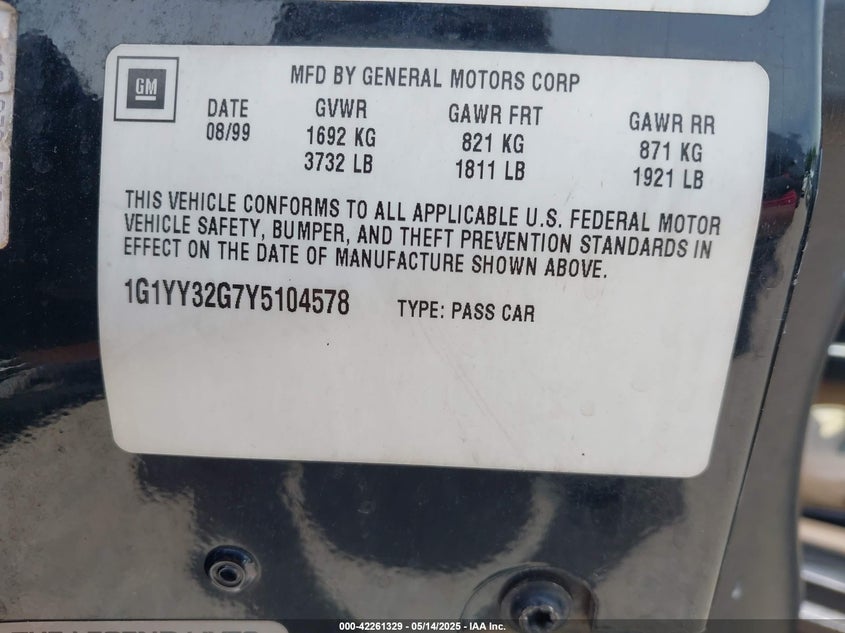 GM
MFD BY GENERAL MOTORS CORP
DATE GVWR GAWR FRT GAWR RR
08/99 1692 KG 821 KG 871 KG
3732 LB 1811 LB 1921 LB
THIS VEHICLE CONFORMS TO ALL APPLICABLE U.S. FEDERAL MOTOR
VEHICLE SAFETY, BUMPER, AND THEFT PREVENTION STANDARDS IN
EFFECT ON THE DATE OF MANUFACTURE SHOWN ABOVE.
1G1YY32G7Y5104578 TYPE: PASS CAR
000-42261329 - 05/14/2025 - IAA Inc.